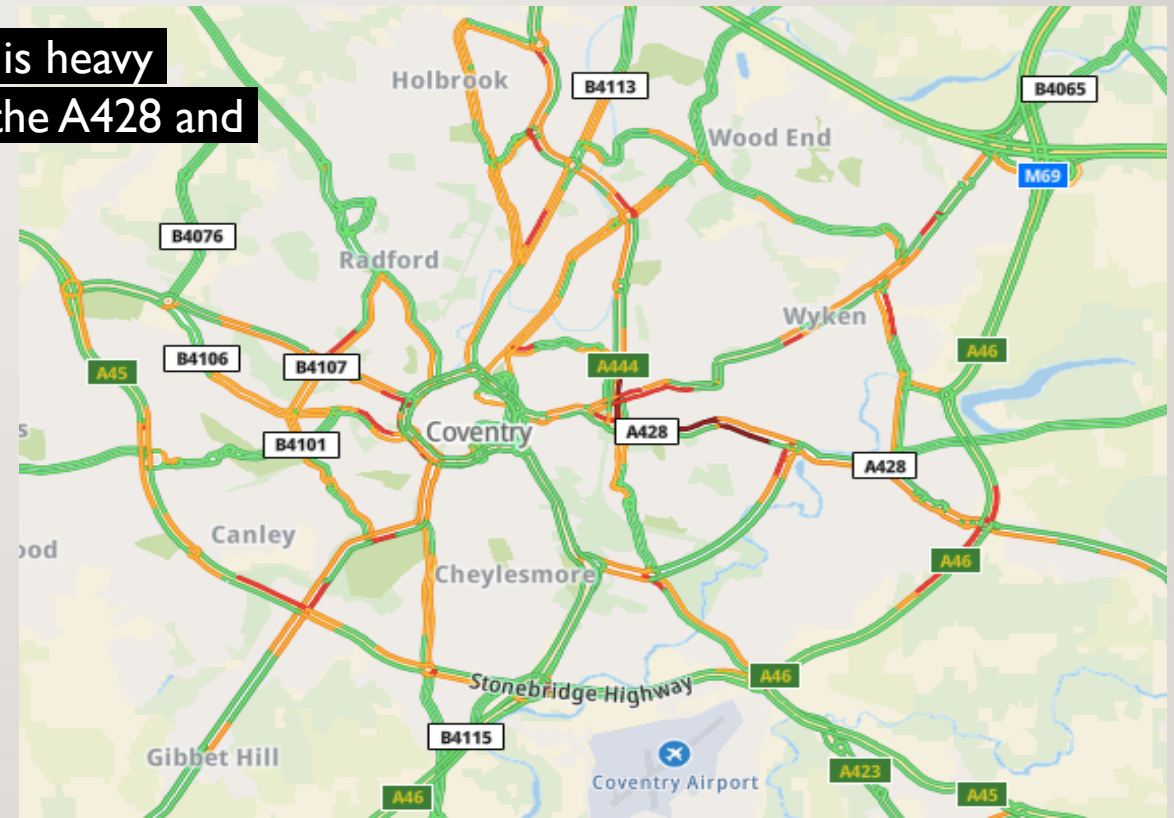 is heavy
the A428 and
Holbrook
B4113
B4065
Wood End
M69
B4076
Radford
Wyken
B4106
B4107
A45
A444
A46
s
Coventry
A428
B4101
A428
Canley
ood
A46
Cheylesmore
A46
Stonebridge Highway
B4115
Gibbet Hill
Coventry Airport
A423
A46
A45